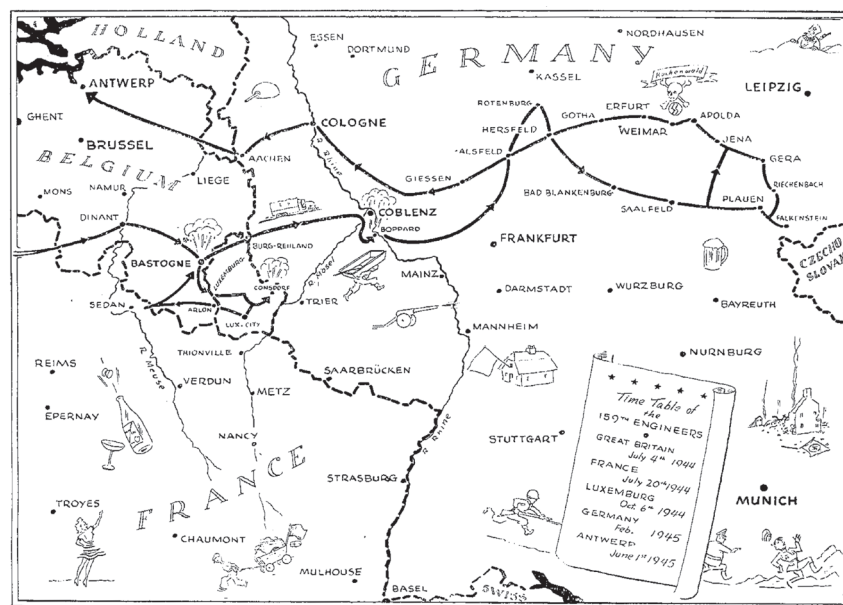 HOLLAND
ESSEN
DORTMUND
GERMANY
NORDHAUSEN
KASSEL
Buchenwald
LEIPZIG
ANTWERP
ROTENBURG
GOTHA
ERFURT
WEIMAR
APOLDA
GHENT
COLOGNE
HERSFELD
JENA
BRUSSEL
R Rhine
ALSFELD
GERA
BELGIUM
AACHEN
GIESSEN
LIEGE
BAD BLANKENBURG
RIECHENBACH
MONS
NAMUR
SAALFELD
PLAUEN
DINANT
COBLENZ
BOPPARD
FALKENSTEIN
BURG-REHLAND
FRANKFURT
BASTOGNE
LUXEMBURG
CZECHO
SLOVAK
R Mosel
MAINZ
CONSDORF
SEDAN
ARLON
TRIER
DARMSTADT
WURZBURG
BAYREUTH
LUX. CITY
MANNHEIM
THIONVILLE
NURNBURG
REIMS
R Meuse
SAARBRÜCKEN
VERDUN
METZ
EPERNAY
R. RHINE
NANCY
STUTTGART
STRASBURG
FRANCE
TROYES
MUNICH
CHAUMONT
MULHOUSE
BASEL
SWISS
Time Table of
the
159TH ENGINEERS
GREAT BRITAIN
July 4th 1944
FRANCE
July 20th 1944
LUXEMBURG
Oct. 6th 1944
GERMANY
Feb. 1945
ANTWERP
June 1st 1945